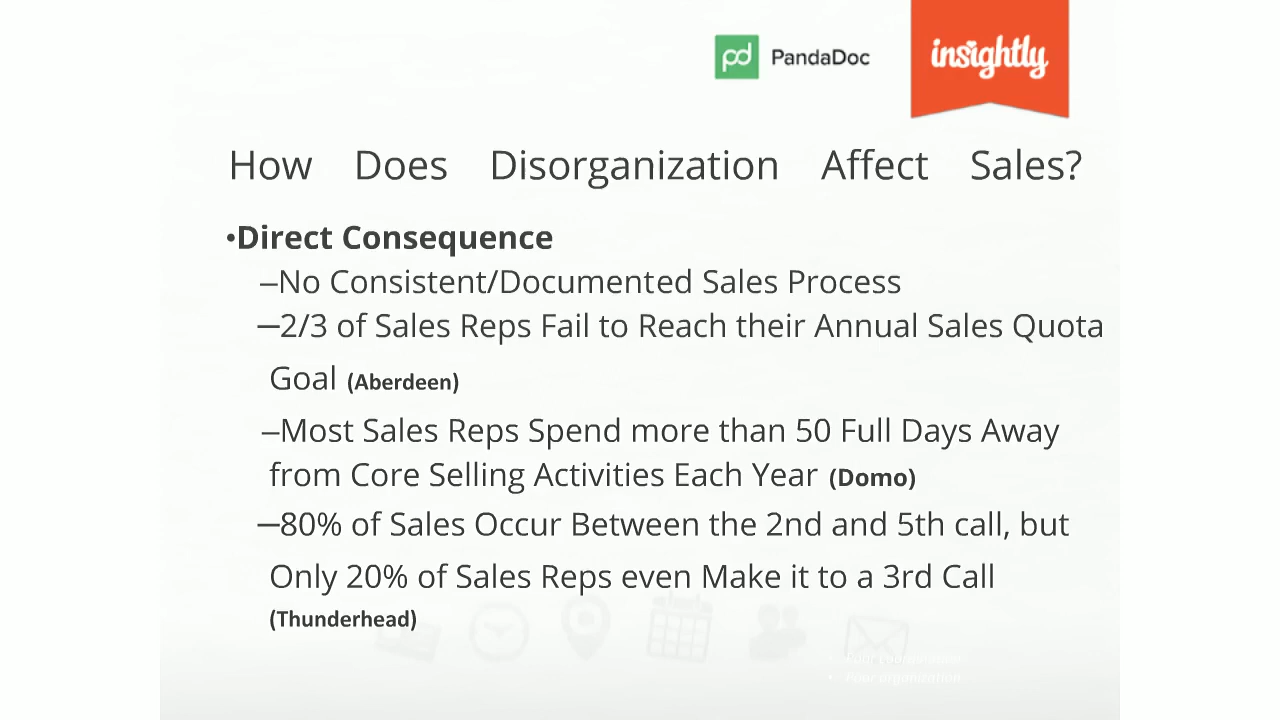 pd PandaDoc
insightly
How Does Disorganization Affect Sales?
•Direct Consequence
–No Consistent/Documented Sales Process
–2/3 of Sales Reps Fail to Reach their Annual Sales Quota
Goal (Aberdeen)
–Most Sales Reps Spend more than 50 Full Days Away
from Core Selling Activities Each Year (Domo)
–80% of Sales Occur Between the 2nd and 5th call, but
Only 20% of Sales Reps even Make it to a 3rd Call
(Thunderhead)
• Poor organization